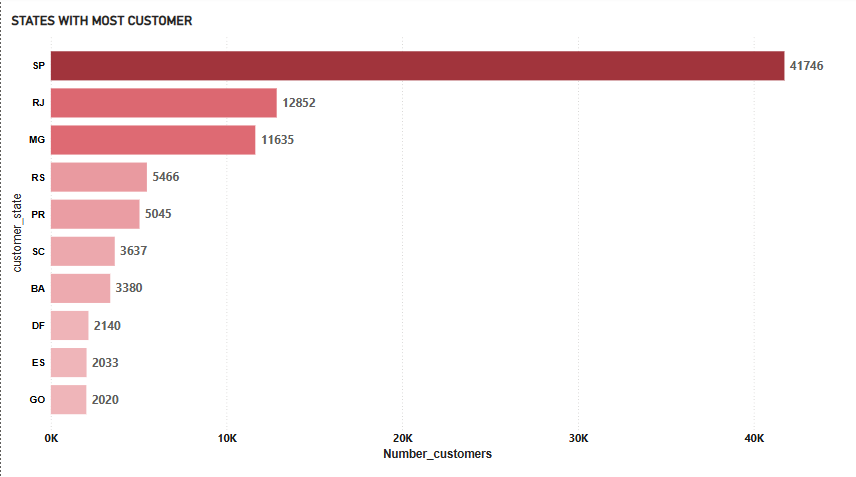 STATES WITH MOST CUSTOMER
customer_state
SP 41746
RJ 12852
MG 11635
RS 5466
PR 5045
SC 3637
BA 3380
DF 2140
ES 2033
GO 2020
0K 10K 20K 30K 40K
Number_customers